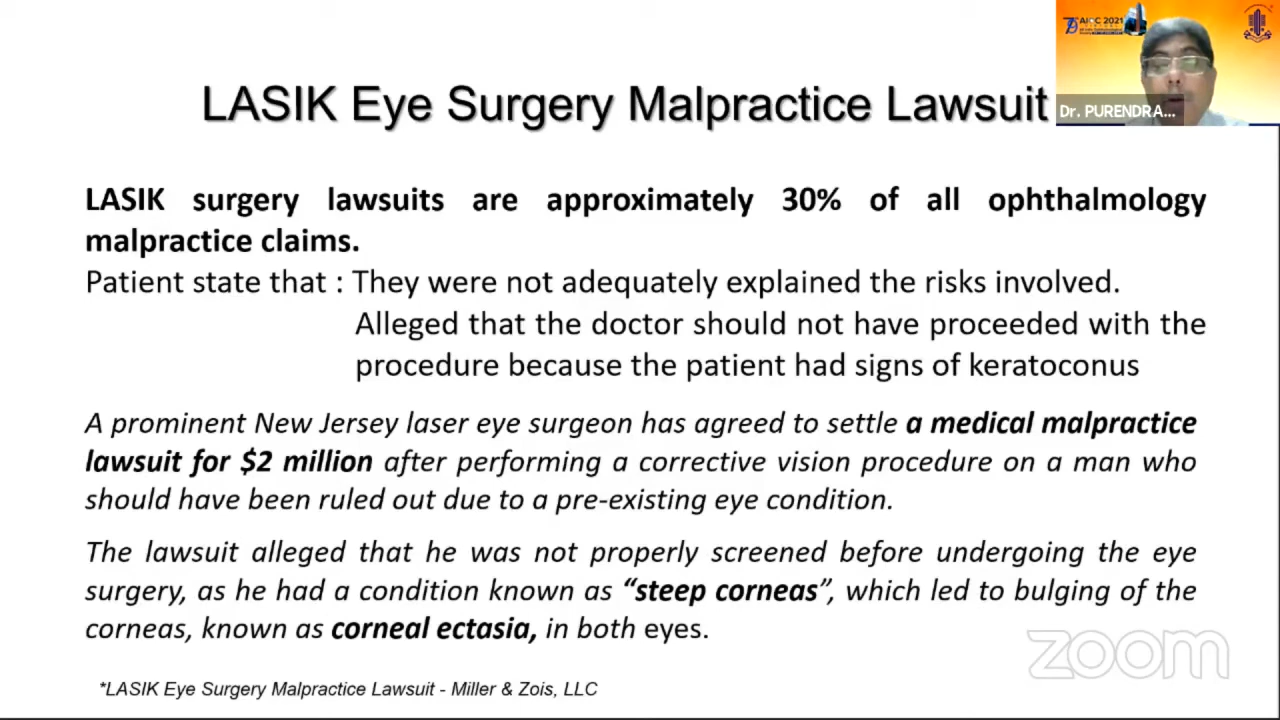 AIOC 2021
LASIK Eye Surgery Malpractice Lawsuit
Dr. PURENDRA...
LASIK surgery lawsuits are approximately 30% of all ophthalmology
malpractice claims.
Patient state that : They were not adequately explained the risks involved.
Alleged that the doctor should not have proceeded with the
procedure because the patient had signs of keratoconus
A prominent New Jersey laser eye surgeon has agreed to settle a medical malpractice
lawsuit for $2 million after performing a corrective vision procedure on a man who
should have been ruled out due to a pre-existing eye condition.
The lawsuit alleged that he was not properly screened before undergoing the eye
surgery, as he had a condition known as “steep corneas”, which led to bulging of the
corneas, known as corneal ectasia, in both eyes.
zoom
*LASIK Eye Surgery Malpractice Lawsuit - Miller & Zois, LLC